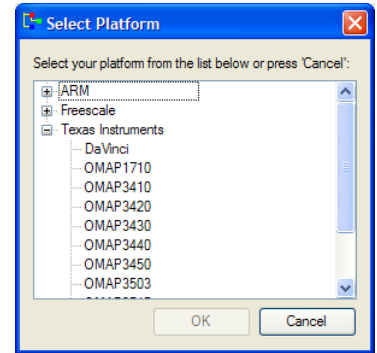 Select Platform
Select your platform from the list below or press 'Cancel':
ARM
Freescale
Texas Instruments
DaVinci
OMAP1710
OMAP3410
OMAP3420
OMAP3430
OMAP3440
OMAP3450
OMAP3503
OK
Cancel